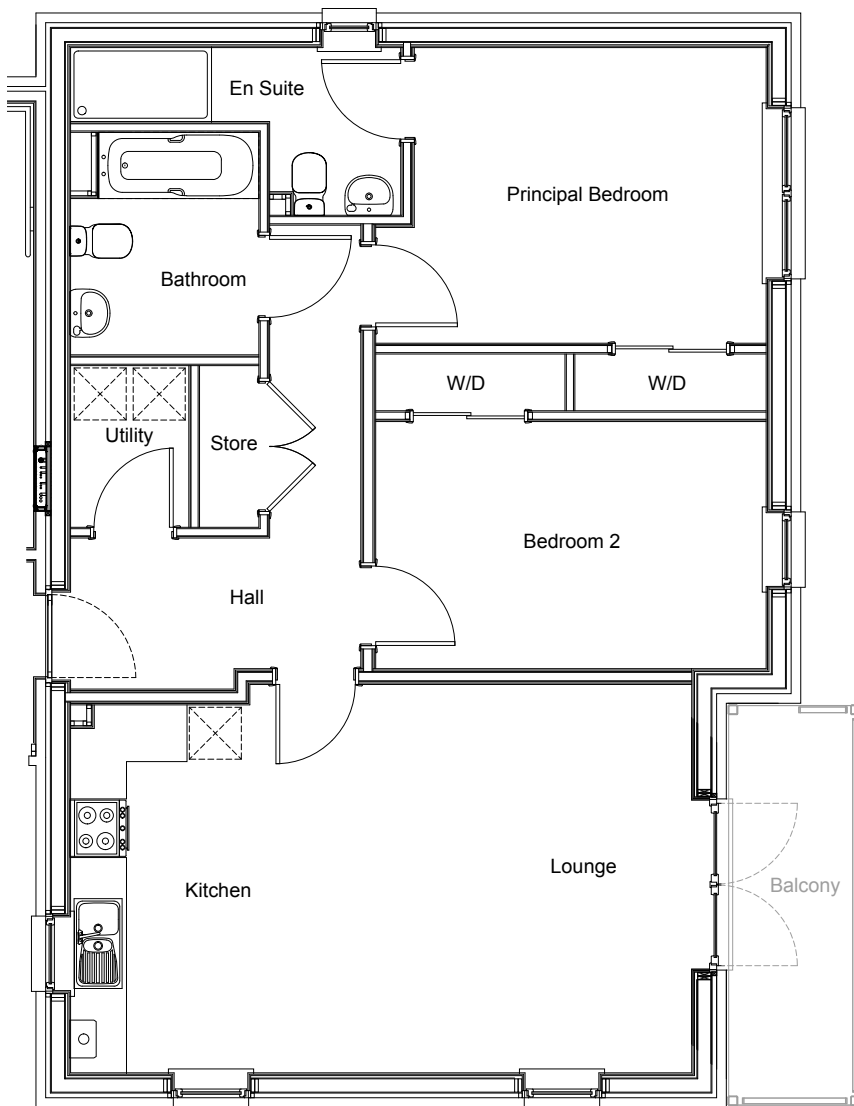 En Suite
Principal Bedroom
Bathroom
W/D
W/D
Utility
Store
Bedroom 2
Hall
Lounge
Kitchen
Balcony